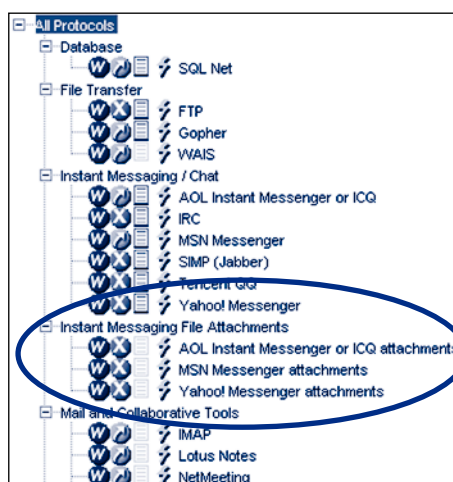 All Protocols
Database
SQL Net
File Transfer
FTP
Gopher
WAIS
Instant Messaging / Chat
AOL Instant Messenger or ICQ
IRC
MSN Messenger
SIMP (Jabber)
Tencent QQ
Yahoo! Messenger
Instant Messaging File Attachments
AOL Instant Messenger or ICQ attachments
MSN Messenger attachments
Yahoo! Messenger attachments
Mail and Collaborative Tools
IMAP
Lotus Notes
NetMeeting